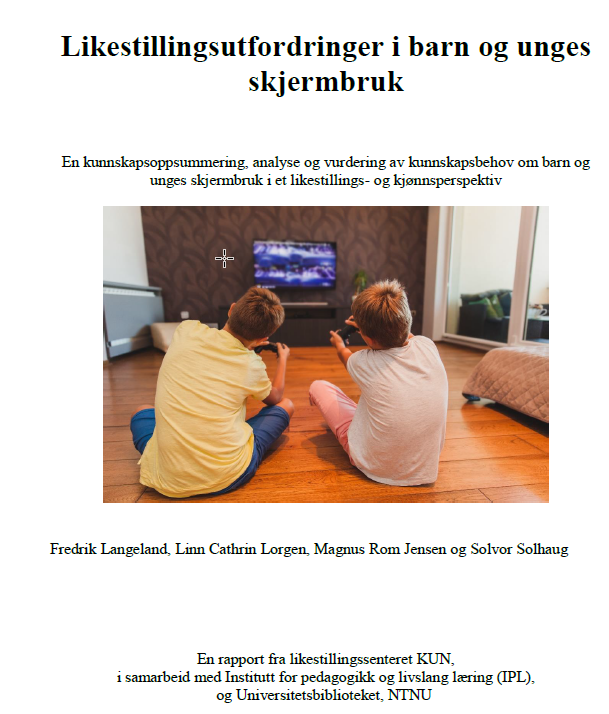 Likestillingsutfordringer i barn og unges
skjermbruk
En kunnskapsoppsummering, analyse og vurdering av kunnskapsbehov om barn og
unges skjermbruk i et likestillings- og kjønnsperspektiv
Fredrik Langeland, Linn Cathrin Lorgen, Magnus Rom Jensen og Solvor Solhaug
En rapport fra likestillingssenteret KUN,
i samarbeid med Institutt for pedagogikk og livslang læring (IPL),
og Universitetsbiblioteket, NTNU